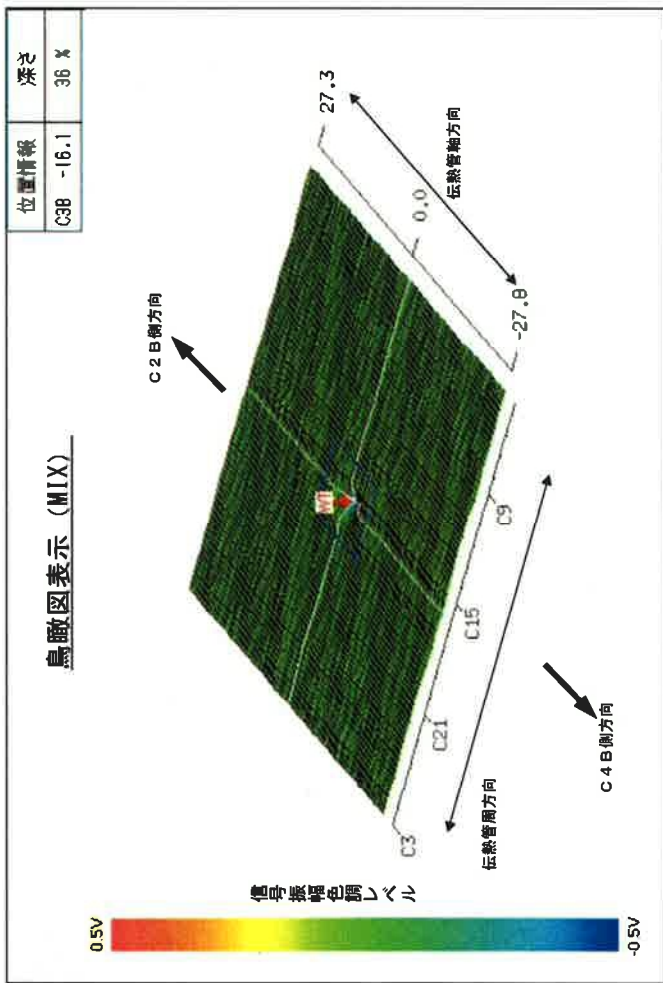 鳥瞰図表示 (MIX)
位置情報 深さ
C3B -16.1 36 %
C2B側方向
WT
27.3
0.0
-27.8
伝熱管軸方向
C3
C21
C15
C9
伝熱管周方向
C4B側方向
信号振幅色調レベル
0.5V
-0.5V